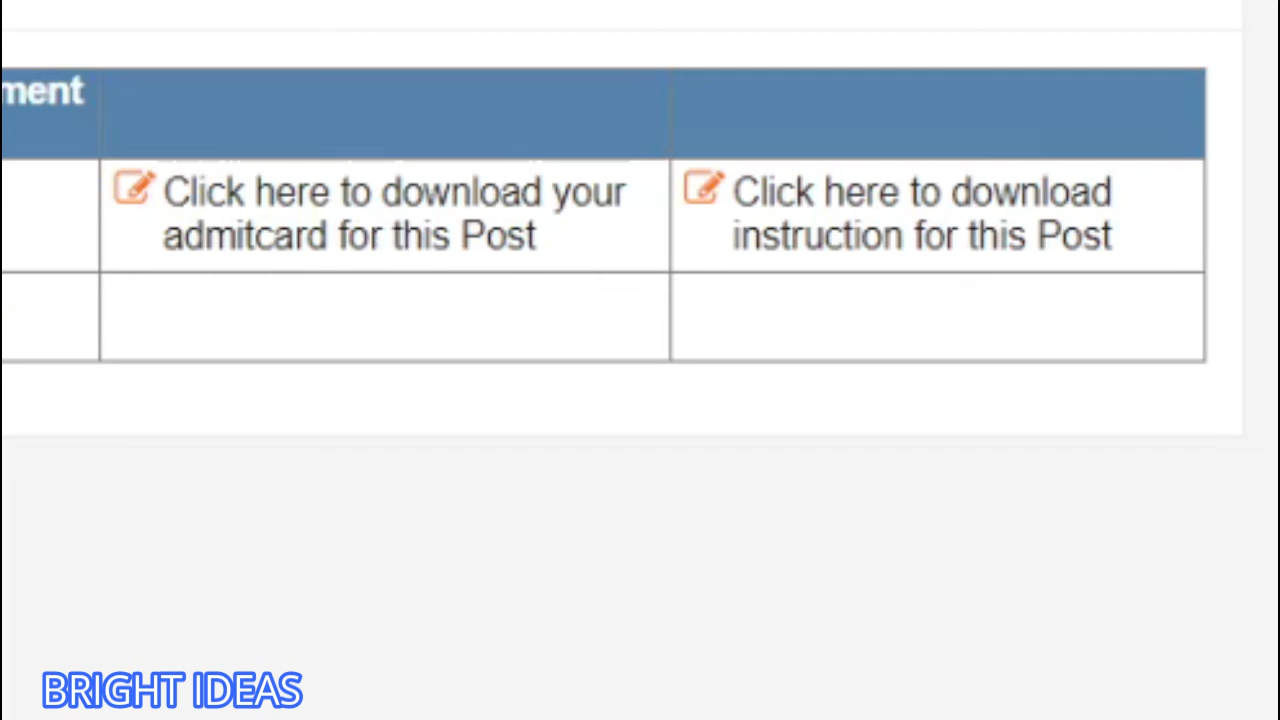 ment
Click here to download your
admitcard for this Post
Click here to download
instruction for this Post
BRIGHT IDEAS